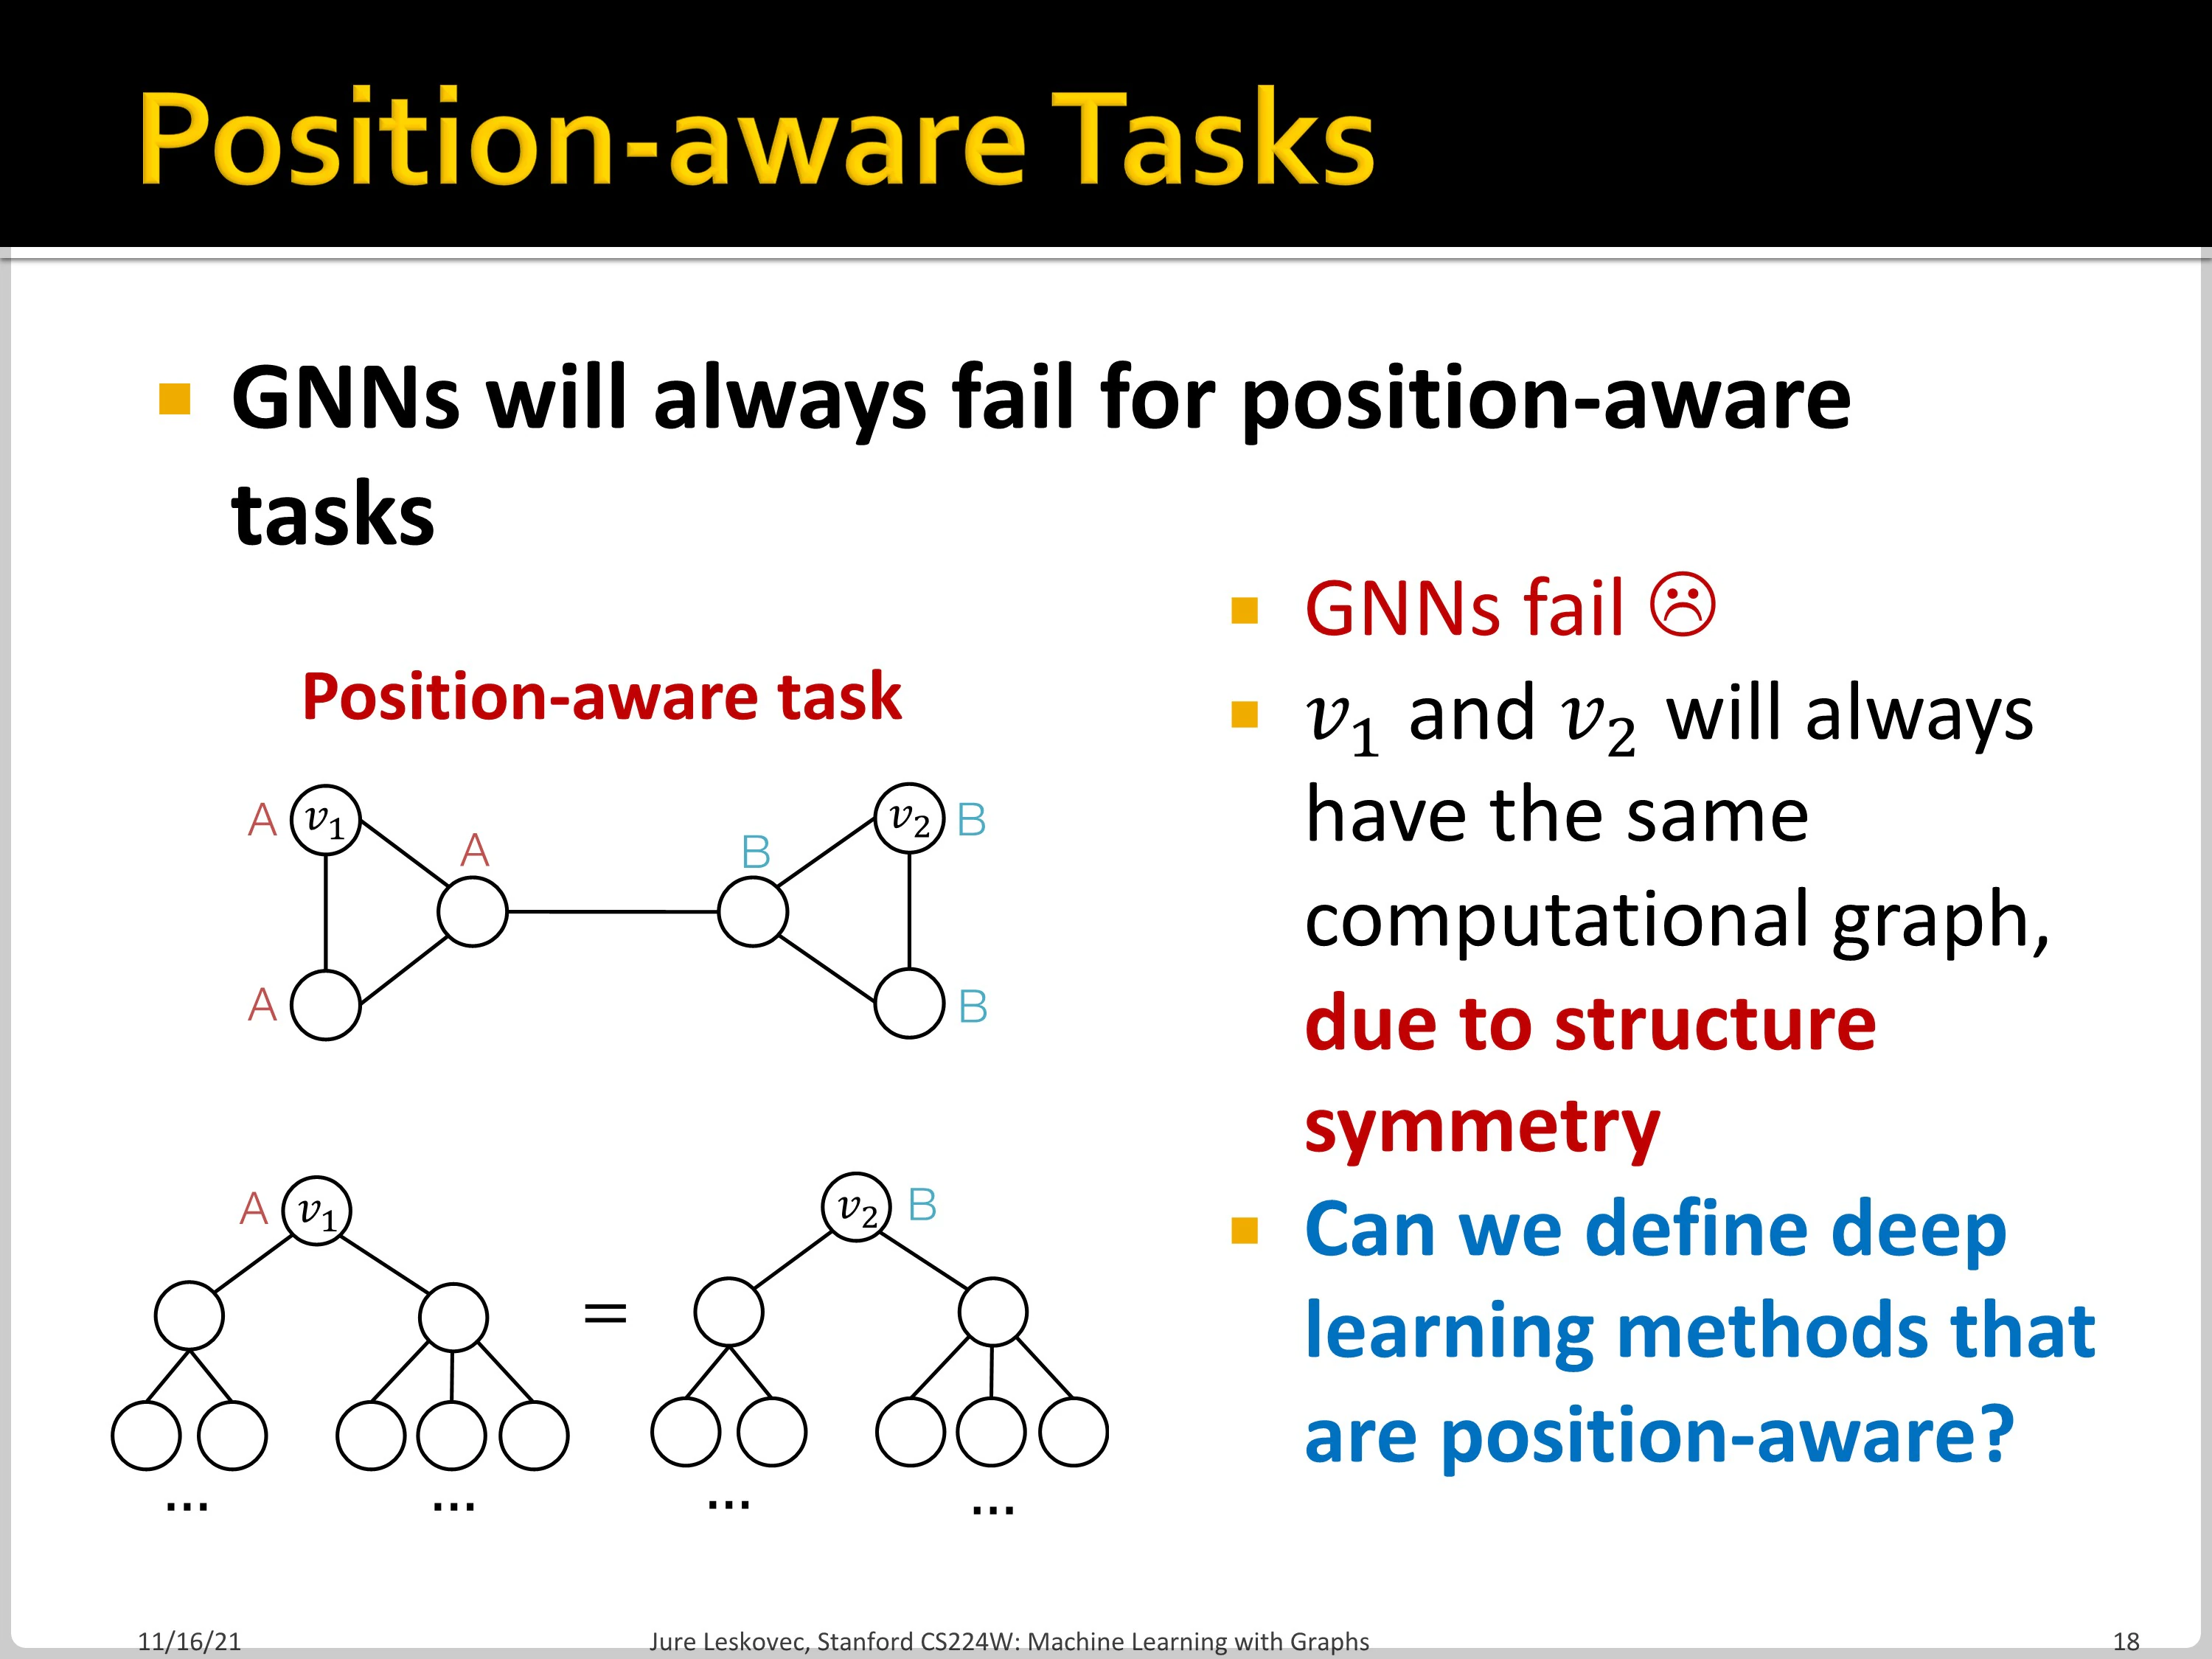 Position-aware Tasks
GNNs will always fail for position-aware
tasks
Position-aware task
A v1 A B v2 B
A B
A v1 v2 B
=
... ... ... ...
GNNs fail ☹
v1 and v2 will always
have the same
computational graph,
due to structure
symmetry
Can we define deep
learning methods that
are position-aware?
11/16/21 Jure Leskovec, Stanford CS224W: Machine Learning with Graphs 18